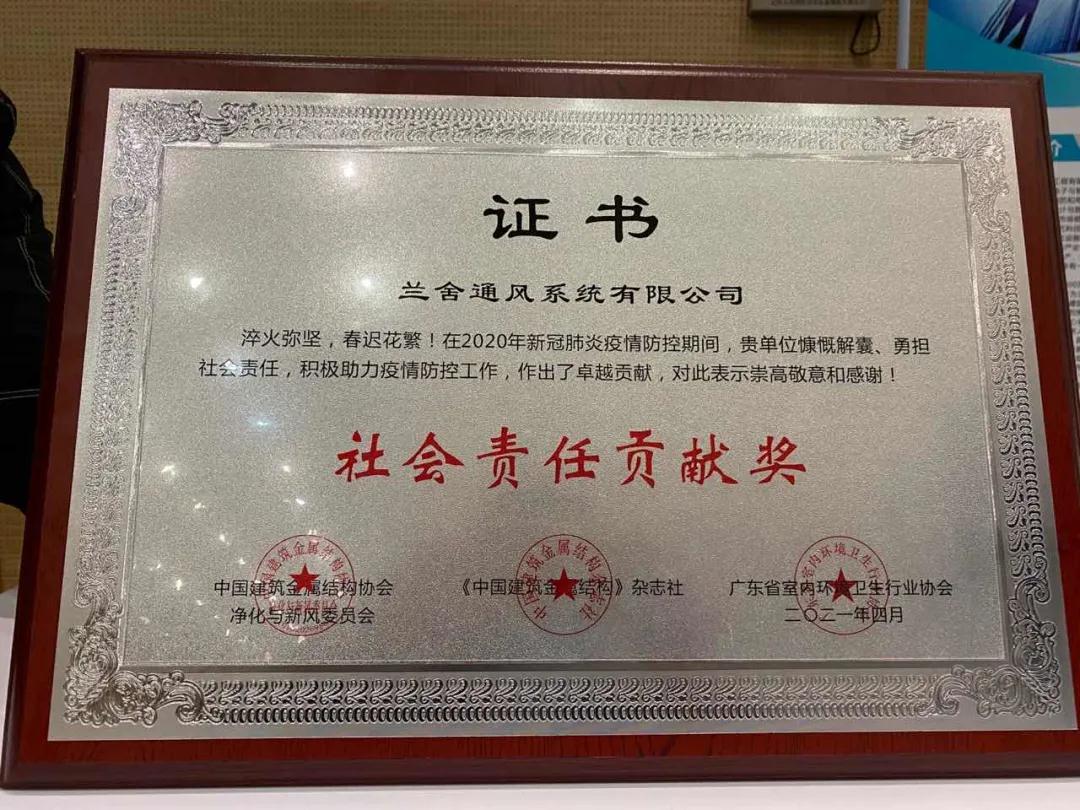 证书
兰舍通风系统有限公司
淬火弥坚，春迟花繁！在2020年新冠肺炎疫情防控期间，贵单位慷慨解囊、勇担
社会责任，积极助力疫情防控工作，作出了卓越贡献，对此表示崇高敬意和感谢！
社会责任贡献奖
中国建筑金属结构协会
净化与新风委员会
《中国建筑金属结构》杂志社
广东省室内环境卫生行业协会
二〇二一年四月